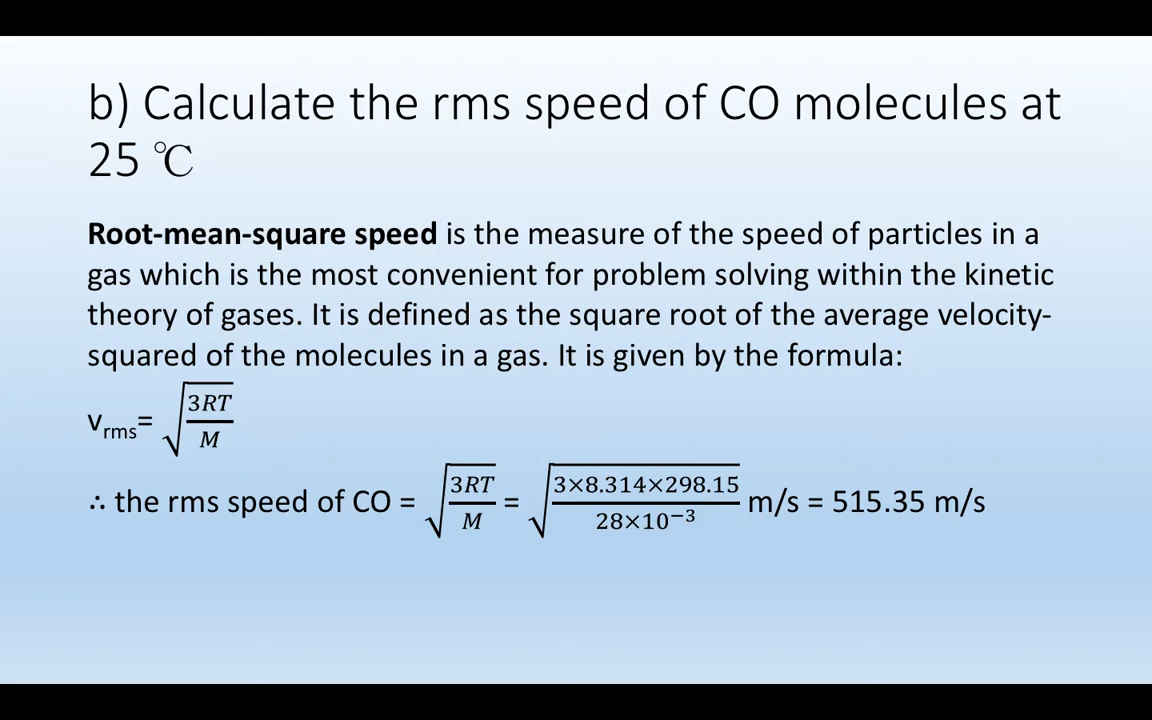 b) Calculate the rms speed of CO molecules at
25 ℃
Root-mean-square speed is the measure of the speed of particles in a
gas which is the most convenient for problem solving within the kinetic
theory of gases. It is defined as the square root of the average velocity-
squared of the molecules in a gas. It is given by the formula:
v_rms= √(3RT/M)
∴ the rms speed of CO = √(3RT/M) = √(3×8.314×298.15/28×10⁻³) m/s = 515.35 m/s